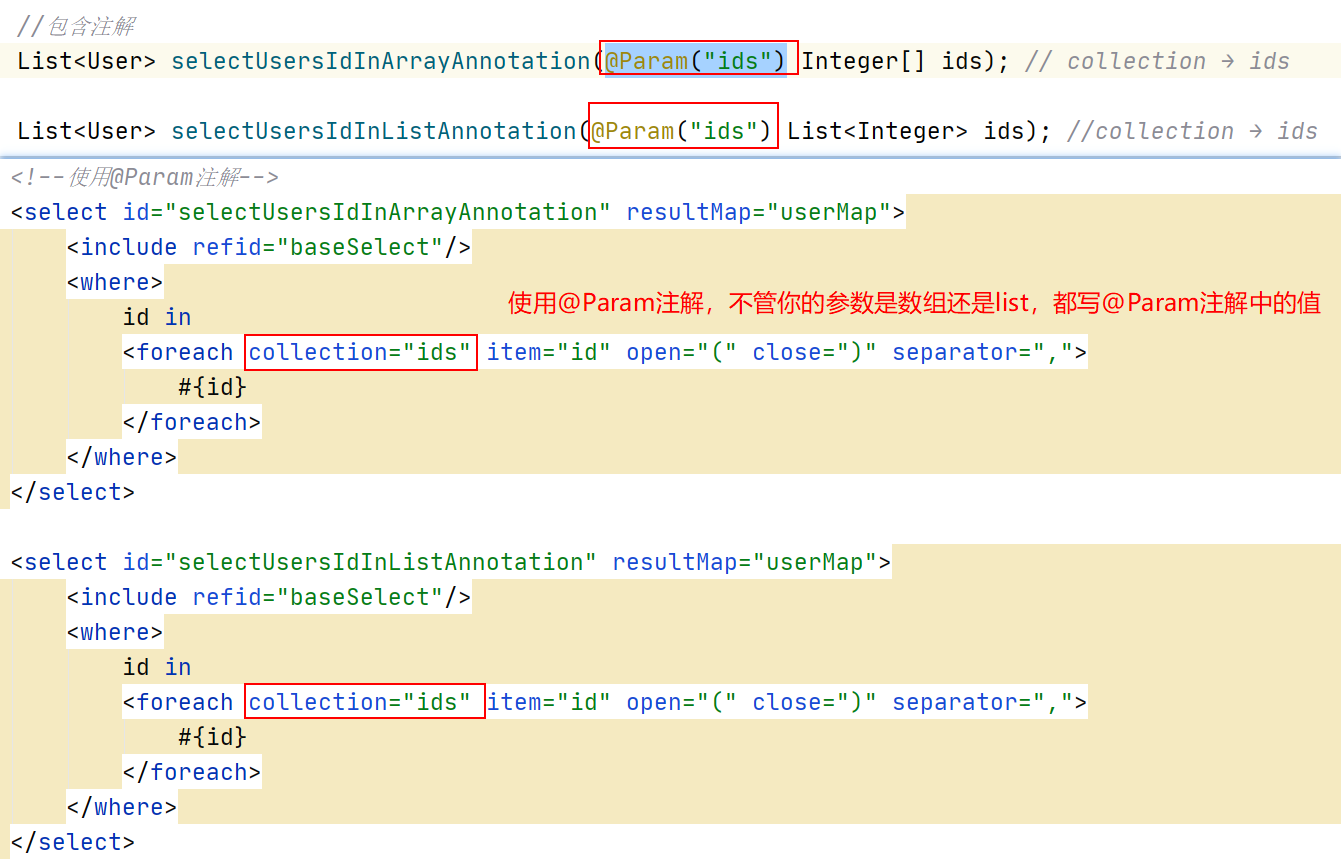 //包含注解
List<User> selectUsersIdInArrayAnnotation(@Param("ids") Integer[] ids); // collection → ids
List<User> selectUsersIdInListAnnotation(@Param("ids") List<Integer> ids); //collection → ids
<!--使用@Param注解-->
<select id="selectUsersIdInArrayAnnotation" resultMap="userMap">
    <include refid="baseSelect"/>
    <where>
使用@Param注解，不管你的参数是数组还是list，都写@Param注解中的值
        id in
        <foreach collection="ids" item="id" open="(" close=")" separator=",">
            #{id}
        </foreach>
    </where>
</select>
<select id="selectUsersIdInListAnnotation" resultMap="userMap">
    <include refid="baseSelect"/>
    <where>
        id in
        <foreach collection="ids" item="id" open="(" close=")" separator=",">
            #{id}
        </foreach>
    </where>
</select>